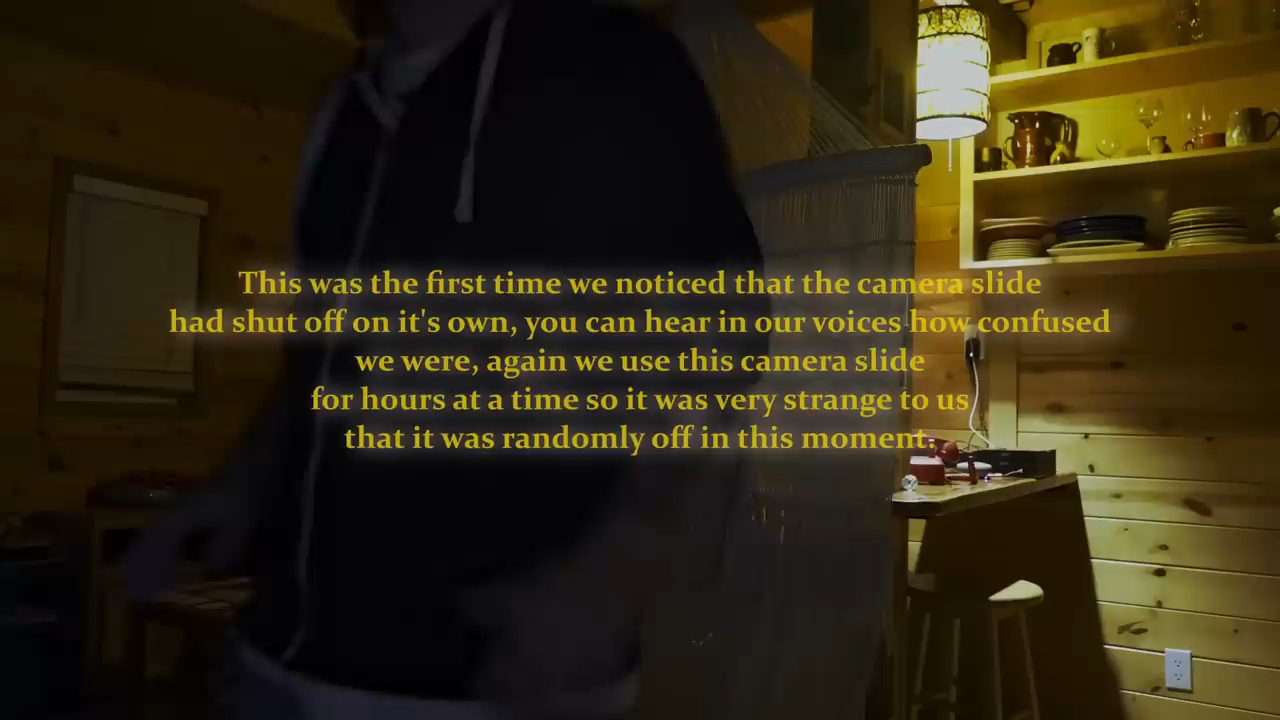 This was the first time we noticed that the camera slide
had shut off on it's own, you can hear in our voices how confused
we were, again we use this camera slide
for hours at a time so it was very strange to us
that it was randomly off in this moment.